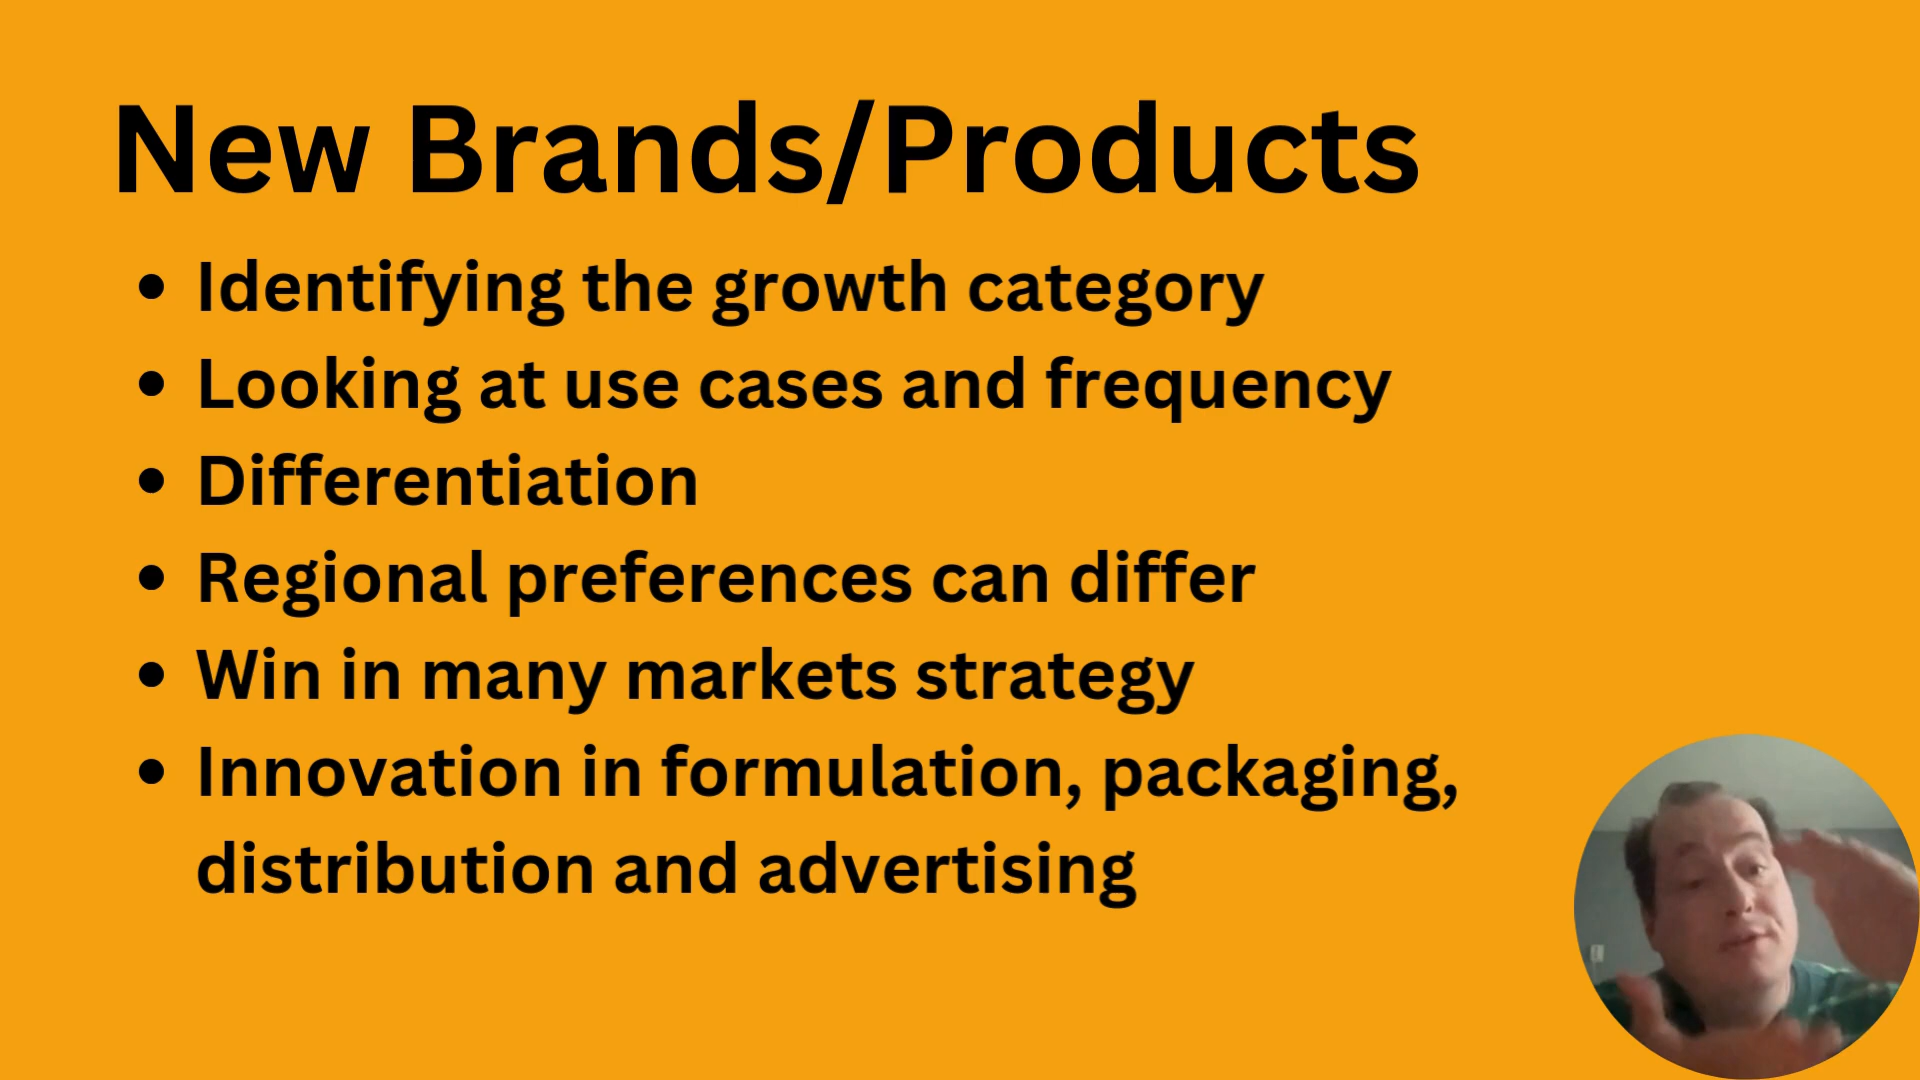 New Brands/Products
• Identifying the growth category
• Looking at use cases and frequency
• Differentiation
• Regional preferences can differ
• Win in many markets strategy
• Innovation in formulation, packaging,
distribution and advertising